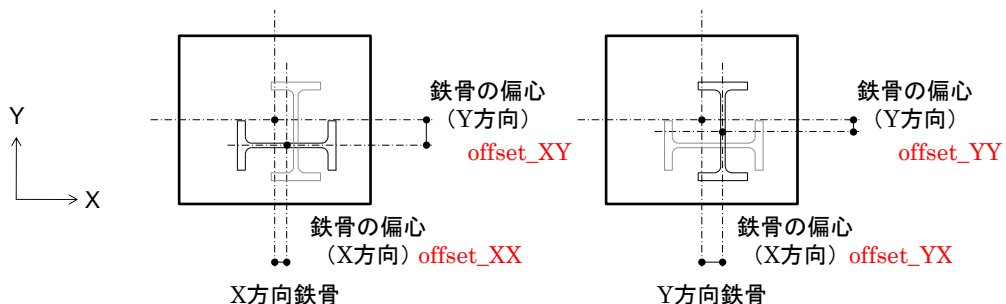 Y
X
鉄骨の偏心
（Y方向）
offset_XY
鉄骨の偏心
（X方向） offset_XX
X方向鉄骨
鉄骨の偏心
（Y方向）
offset_YY
鉄骨の偏心
（X方向） offset_YX
Y方向鉄骨